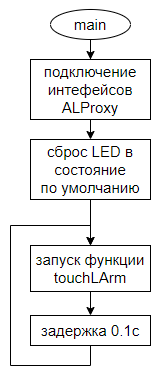 main
подключение
интефейсов
ALProxy
сброс LED в
состояние
по умолчанию
запуск функции
touchLArm
задержка 0.1с